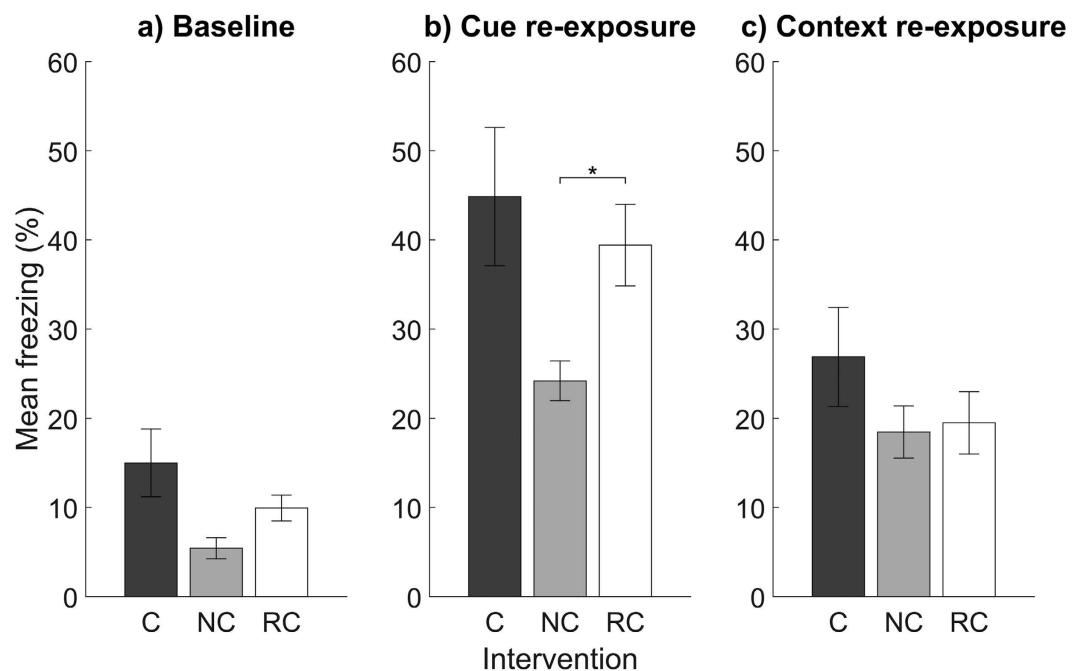 a) Baseline
b) Cue re-exposure
c) Context re-exposure
Mean freezing (%)
60
50
40
30
20
10
0
C NC RC
60
50
40
30
20
10
0
*
C NC RC
60
50
40
30
20
10
0
C NC RC
Intervention